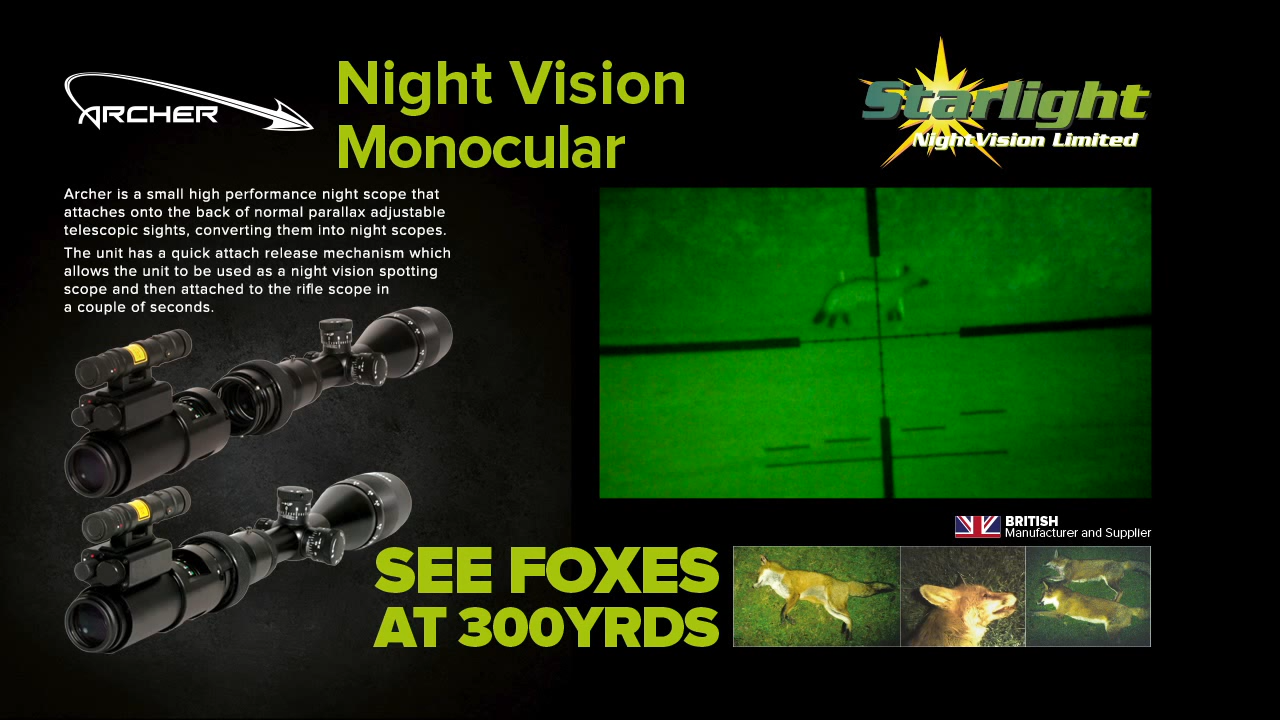 ARCHER
Night Vision
Monocular
Starlight
NightVision Limited
Archer is a small high performance night scope that
attaches onto the back of normal parallax adjustable
telescopic sights, converting them into night scopes.
The unit has a quick attach release mechanism which
allows the unit to be used as a night vision spotting
scope and then attached to the rifle scope in
a couple of seconds.
BRITISH
Manufacturer and Supplier
SEE FOXES
AT 300YRDS